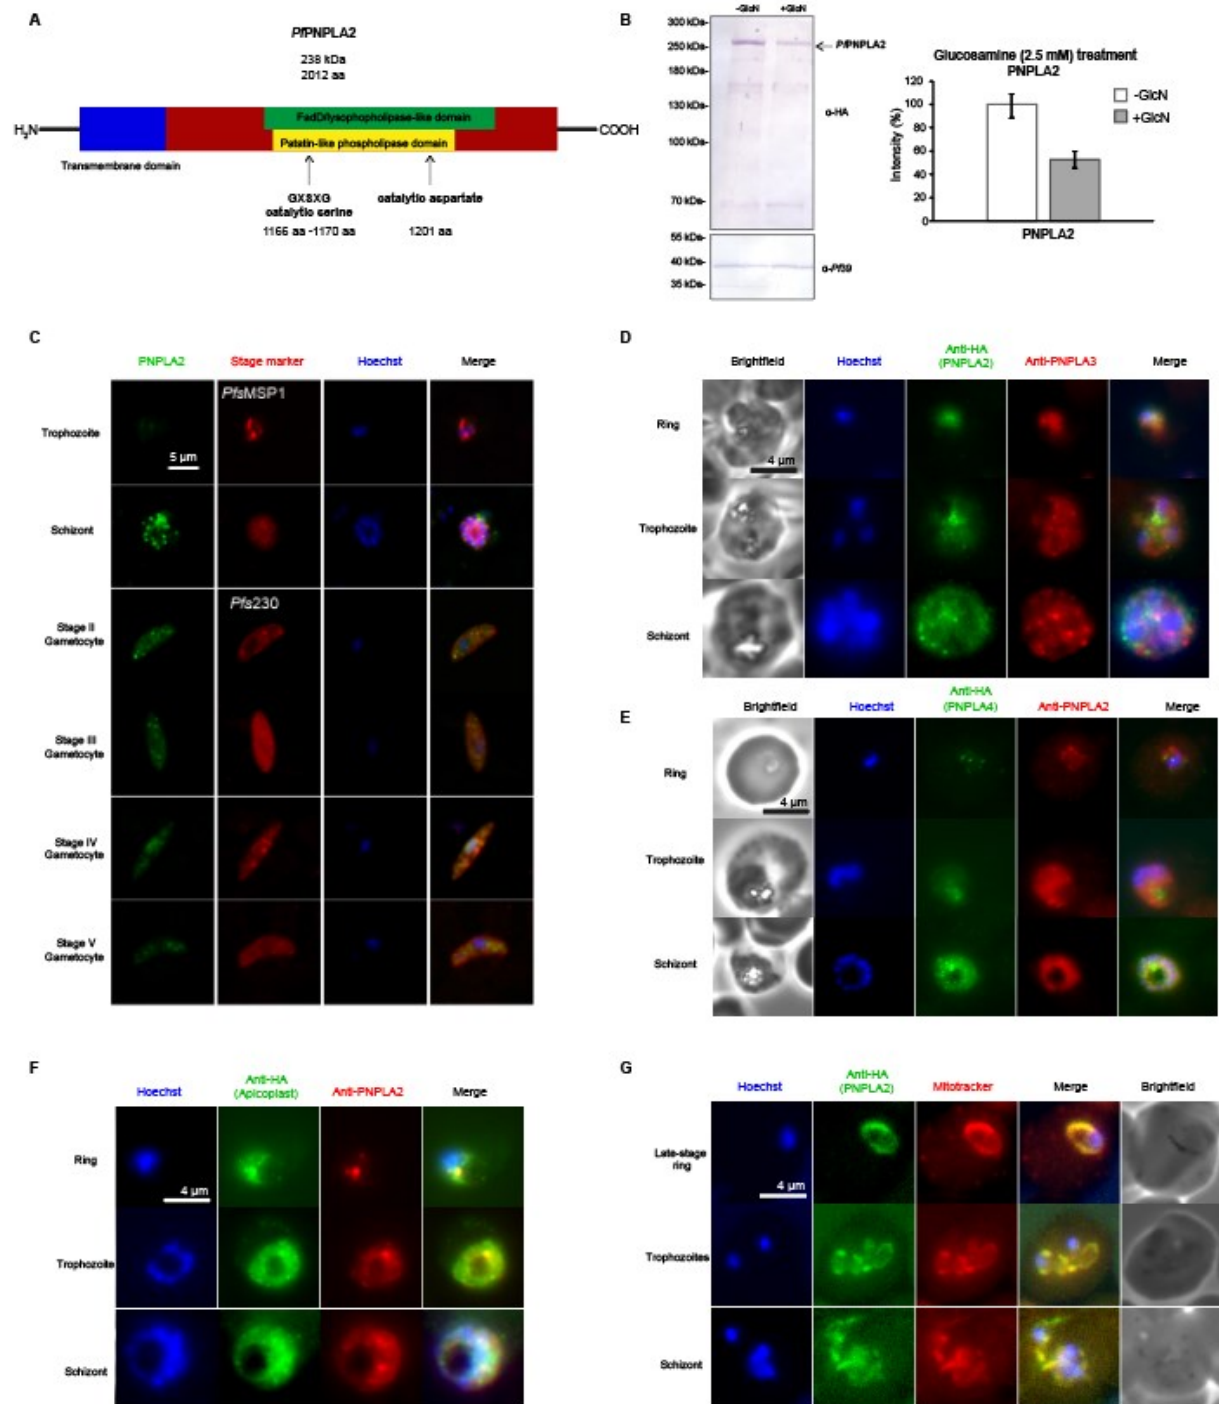 A
PfPNPLA2
238 kDa
2012 aa
FadD/lysophopholipase-like domain
H2N
COOH
Patatin-like phospholipase domain
Transmembrane domain
GXSXG
catalytic serine
catalytic aspartate
1166 aa -1170 aa
1201 aa
B
-GlcN
+GlcN
300 kDa-
250 kDa-
PfPNPLA2
180 kDa-
130 kDa-
α-HA
100 kDa-
70 kDa-
55 kDa-
40 kDa-
α-Pf39
35 kDa-
Glucosamine (2.5 mM) treatment
PNPLA2
120
100
80
60
40
20
0
Intensity (%)
-GlcN
+GlcN
PNPLA2
C
PNPLA2 Stage marker Hoechst Merge
PfsMSP1
Trophozoite
5 µm
Schizont
Pfs230
Stage II
Gametocyte
Stage III
Gametocyte
Stage IV
Gametocyte
Stage V
Gametocyte
D
Brightfield Hoechst Anti-HA (PNPLA2) Anti-PNPLA3 Merge
Ring
4 µm
Trophozoite
Schizont
E
Brightfield Hoechst Anti-HA (PNPLA4) Anti-PNPLA2 Merge
Ring
4 µm
Trophozoite
Schizont
F
Hoechst Anti-HA (Apicoplast) Anti-PNPLA2 Merge
Ring
4 µm
Trophozoite
Schizont
G
Hoechst Anti-HA (PNPLA2) Mitotracker Merge Brightfield
Late-stage
ring
4 µm
Trophozoites
Schizont